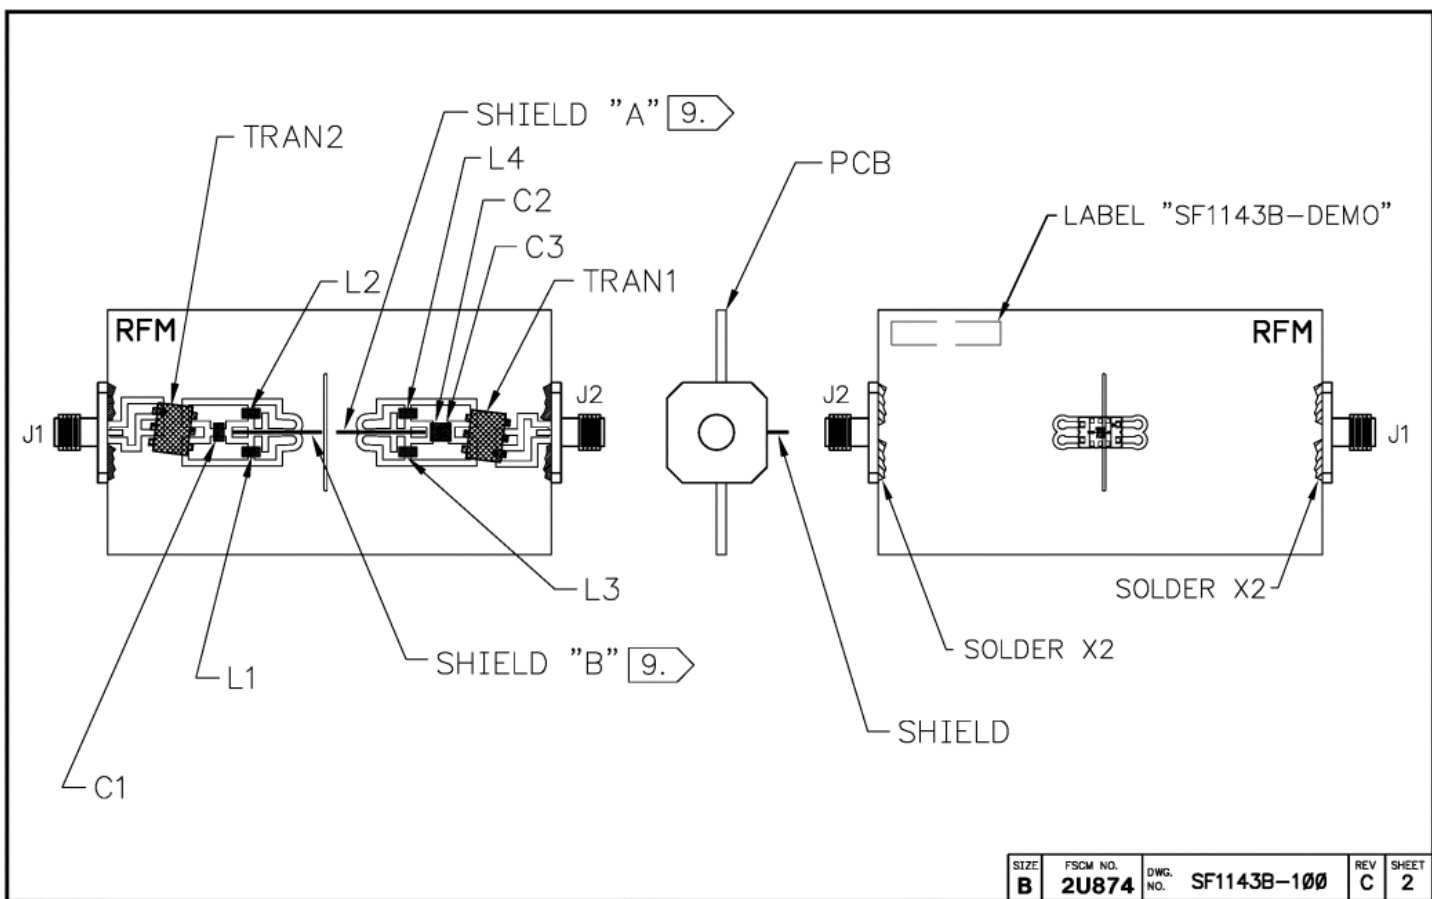 SHIELD "A" 9.
TRAN2
L4
PCB
C2
LABEL "SF1143B-DEMO"
C3
L2
TRAN1
RFM
RFM
J1
J2
J2
J1
L3
SOLDER X2
SHIELD "B" 9.
SOLDER X2
L1
SHIELD
C1
SIZE
B
FSCM NO.
2U874
DWG.
NO.
SF1143B-100
REV
C
SHEET
2